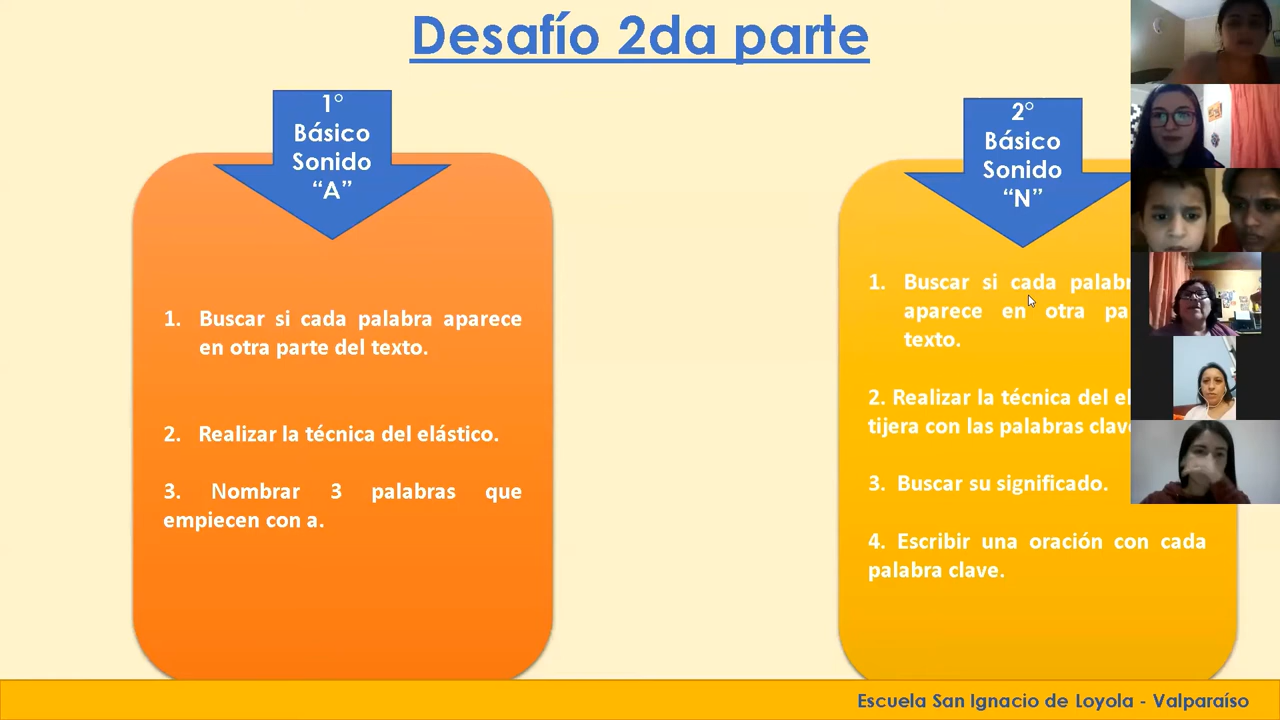 Desafío 2da parte
1°
Básico
Sonido
“A”
1. Buscar si cada palabra aparece
en otra parte del texto.
2. Realizar la técnica del elástico.
3. Nombrar 3 palabras que
empiecen con a.
2°
Básico
Sonido
“N”
1. Buscar si cada
aparece en otra
texto.
2. Realizar la técnica del
tijera con las palabras
3. Buscar su significado.
4. Escribir una oración con cada
palabra clave.
Escuela San Ignacio de Loyola - Valparaíso